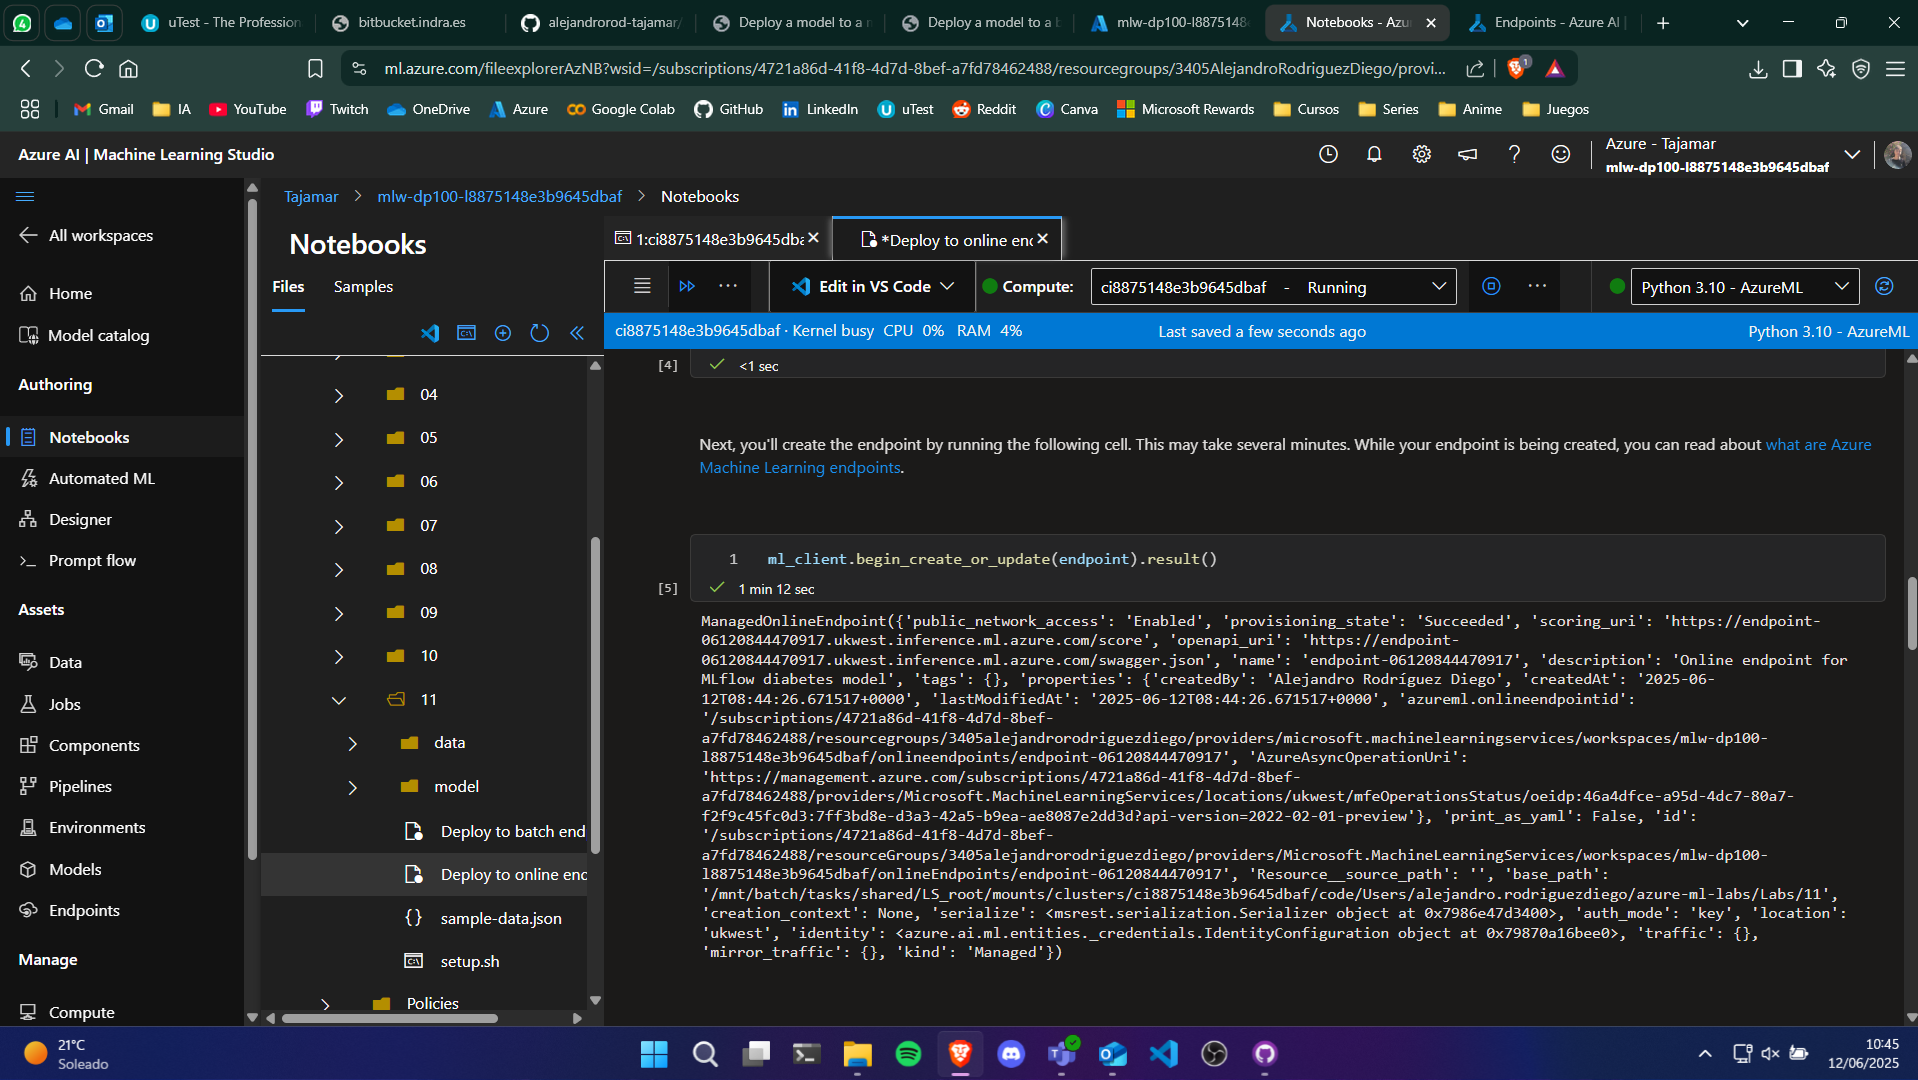 uTest - The Profession
bitbucket.indra.es
alejandrorod-tajamar/
Deploy a model to a m
Deploy a model to a b
mlw-dp100-l8875148
Notebooks - Azu
Endpoints - Azure AI
ml.azure.com/fileexplorerAzNB?wsid=/subscriptions/4721a86d-41f8-4d7d-8bef-a7fd78462488/resourcegroups/3405AlejandroRodriguezDiego/provi...
Gmail
IA
YouTube
Twitch
OneDrive
Azure
Google Colab
GitHub
LinkedIn
uTest
Reddit
Canva
Microsoft Rewards
Cursos
Series
Anime
Juegos
Azure AI | Machine Learning Studio
Azure - Tajamar
mlw-dp100-l8875148e3b9645dbaf
All workspaces
Home
Model catalog
Authoring
Notebooks
Automated ML
Designer
Prompt flow
Assets
Data
Jobs
Components
Pipelines
Environments
Models
Endpoints
Manage
Compute
Tajamar > mlw-dp100-l8875148e3b9645dbaf > Notebooks
Notebooks
Files
Samples
04
05
06
07
08
09
10
11
data
model
Deploy to batch end
Deploy to online enc
sample-data.json
setup.sh
Policies
1:ci8875148e3b9645dba
*Deploy to online enc
Edit in VS Code
Compute:
ci8875148e3b9645dbaf - Running
Python 3.10 - AzureML
ci8875148e3b9645dbaf · Kernel busy CPU 0% RAM 4%
Last saved a few seconds ago
Python 3.10 - AzureML
[4]
<1 sec
Next, you'll create the endpoint by running the following cell. This may take several minutes. While your endpoint is being created, you can read about what are Azure
Machine Learning endpoints.
1 ml_client.begin_create_or_update(endpoint).result()
[5]
1 min 12 sec
ManagedOnlineEndpoint({'public_network_access': 'Enabled', 'provisioning_state': 'Succeeded', 'scoring_uri': 'https://endpoint-
06120844470917.ukwest.inference.ml.azure.com/score', 'openapi_uri': 'https://endpoint-
06120844470917.ukwest.inference.ml.azure.com/swagger.json', 'name': 'endpoint-06120844470917', 'description': 'Online endpoint for
MLflow diabetes model', 'tags': {}, 'properties': {'createdBy': 'Alejandro Rodríguez Diego', 'createdAt': '2025-06-
12T08:44:26.671517+0000', 'lastModifiedAt': '2025-06-12T08:44:26.671517+0000', 'azureml.onlineendpointid':
'/subscriptions/4721a86d-41f8-4d7d-8bef-
a7fd78462488/resourcegroups/3405alejandrorodriguezdiego/providers/microsoft.machinelearningservices/workspaces/mlw-dp100-
l8875148e3b9645dbaf/onlineendpoints/endpoint-06120844470917', 'AzureAsyncOperationUri':
'https://management.azure.com/subscriptions/4721a86d-41f8-4d7d-8bef-
a7fd78462488/providers/Microsoft.MachineLearningServices/locations/ukwest/mfeOperationsStatus/oeidp:46a4dfce-a95d-4dc7-80a7-
f2f9c45fc0d3:7ff3bd8e-d3a3-42a5-b9ea-ae8087e2dd3d?api-version=2022-02-01-preview'}, 'print_as_yaml': False, 'id':
'/subscriptions/4721a86d-41f8-4d7d-8bef-
a7fd78462488/resourceGroups/3405alejandrorodriguezdiego/providers/Microsoft.MachineLearningServices/workspaces/mlw-dp100-
l8875148e3b9645dbaf/onlineEndpoints/endpoint-06120844470917', 'Resource__source_path': '', 'base_path':
'/mnt/batch/tasks/shared/LS_root/mounts/clusters/ci8875148e3b9645dbaf/code/Users/alejandro.rodriguezdiego/azure-ml-labs/Labs/11',
'creation_context': None, 'serialize': <msrest.serialization.Serializer object at 0x7986e47d3400>, 'auth_mode': 'key', 'location':
'ukwest', 'identity': <azure.ai.ml.entities._credentials.IdentityConfiguration object at 0x79870a16bee0>, 'traffic': {},
'mirror_traffic': {}, 'kind': 'Managed'})
21°C
Soleado
10:45
12/06/2025